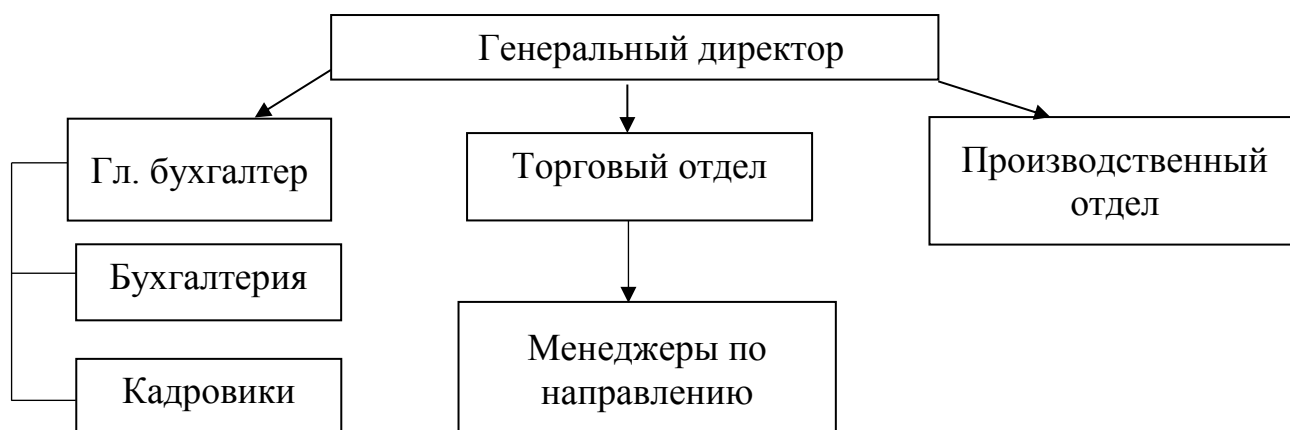 Генеральный директор
Гл. бухгалтер
Торговый отдел
Производственный
отдел
Бухгалтерия
Менеджеры по
направлению
Кадровики